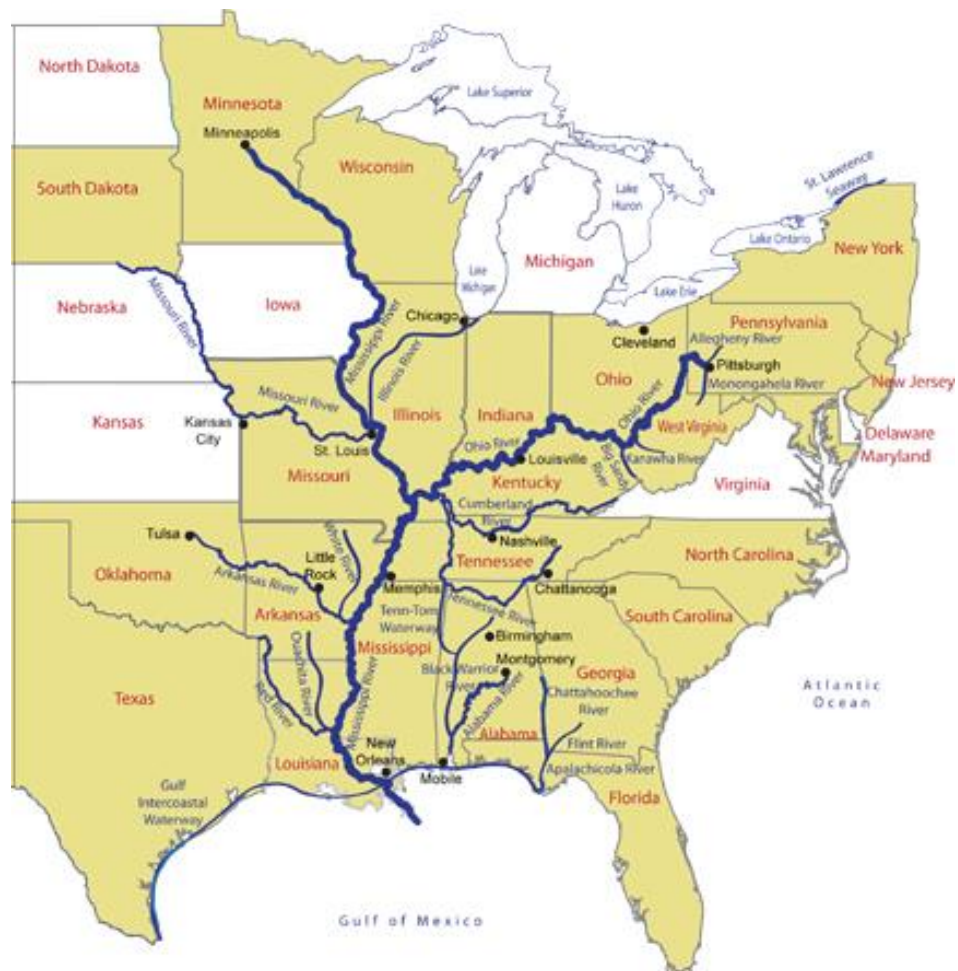 North Dakota
Minnesota
Minneapolis
Lake Superior
Wisconsin
South Dakota
Lake
Huron
St. Lawrence
Seaway
Lake Ontario
New York
Michigan
Lake
Michigan
Lake Erie
Nebraska
Iowa
Missouri River
Mississippi River
Chicago
Illinois River
Cleveland
Pennsylvania
Allegheny River
Pittsburgh
Monongahela River
New Jersey
Ohio
Ohio River
Kansas
Kansas
City
Missouri River
Illinois
Indiana
West Virginia
Delaware
Maryland
St. Louis
Ohio River
Big Sandy
River
Kanawha River
Missouri
Louisville
Kentucky
Virginia
Cumberland
River
Tulsa
White River
Nashville
Oklahoma
Little
Rock
Arkansas River
Memphis
Tennessee
Chattanooga
North Carolina
Arkansas
Tenn-Tom
Waterway
Tennessee River
South Carolina
Mississippi
Birmingham
Ouachita River
Montgomery
Black Warrior
River
Georgia
Texas
Red River
Mississippi River
Alabama River
Chattahoochee
River
Atlantic
Ocean
Alabama
Flint River
Louisiana
New
Orleans
Mobile
Apalachicola River
Gulf
Intercoastal
Waterway
Florida
Gulf of Mexico